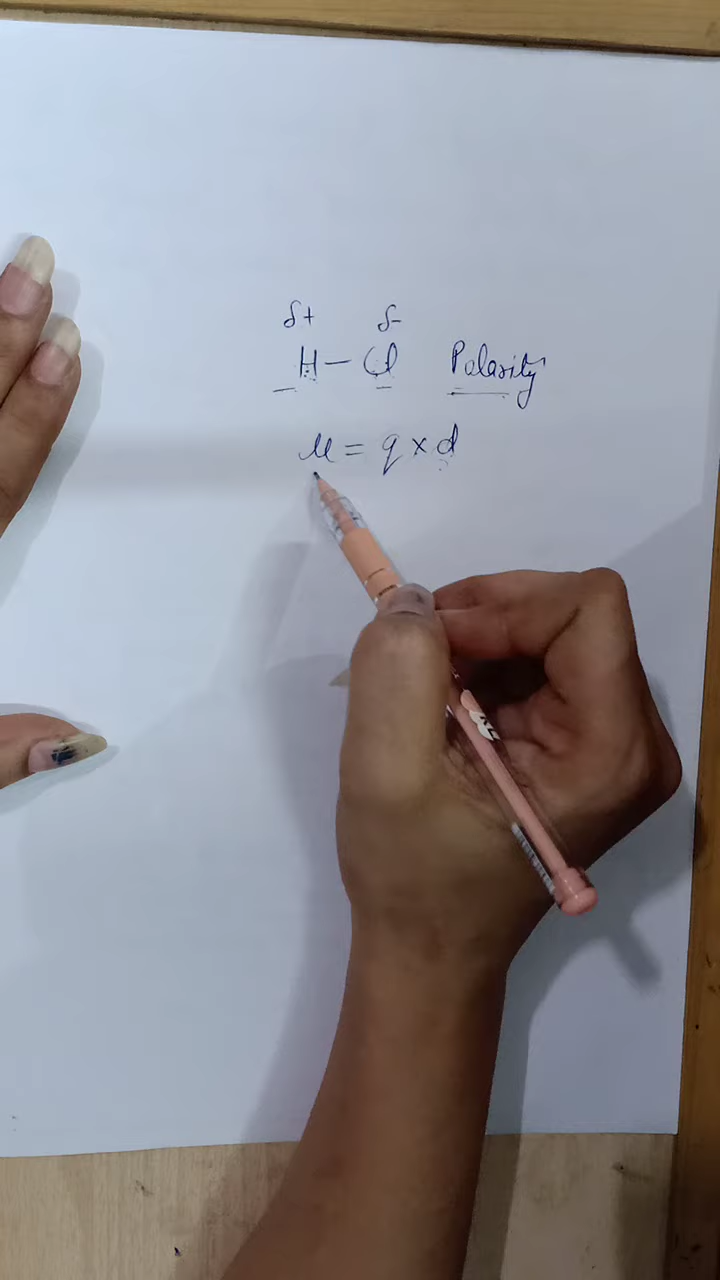 δ+ δ-
H-Cl Polarity
μ = q × d